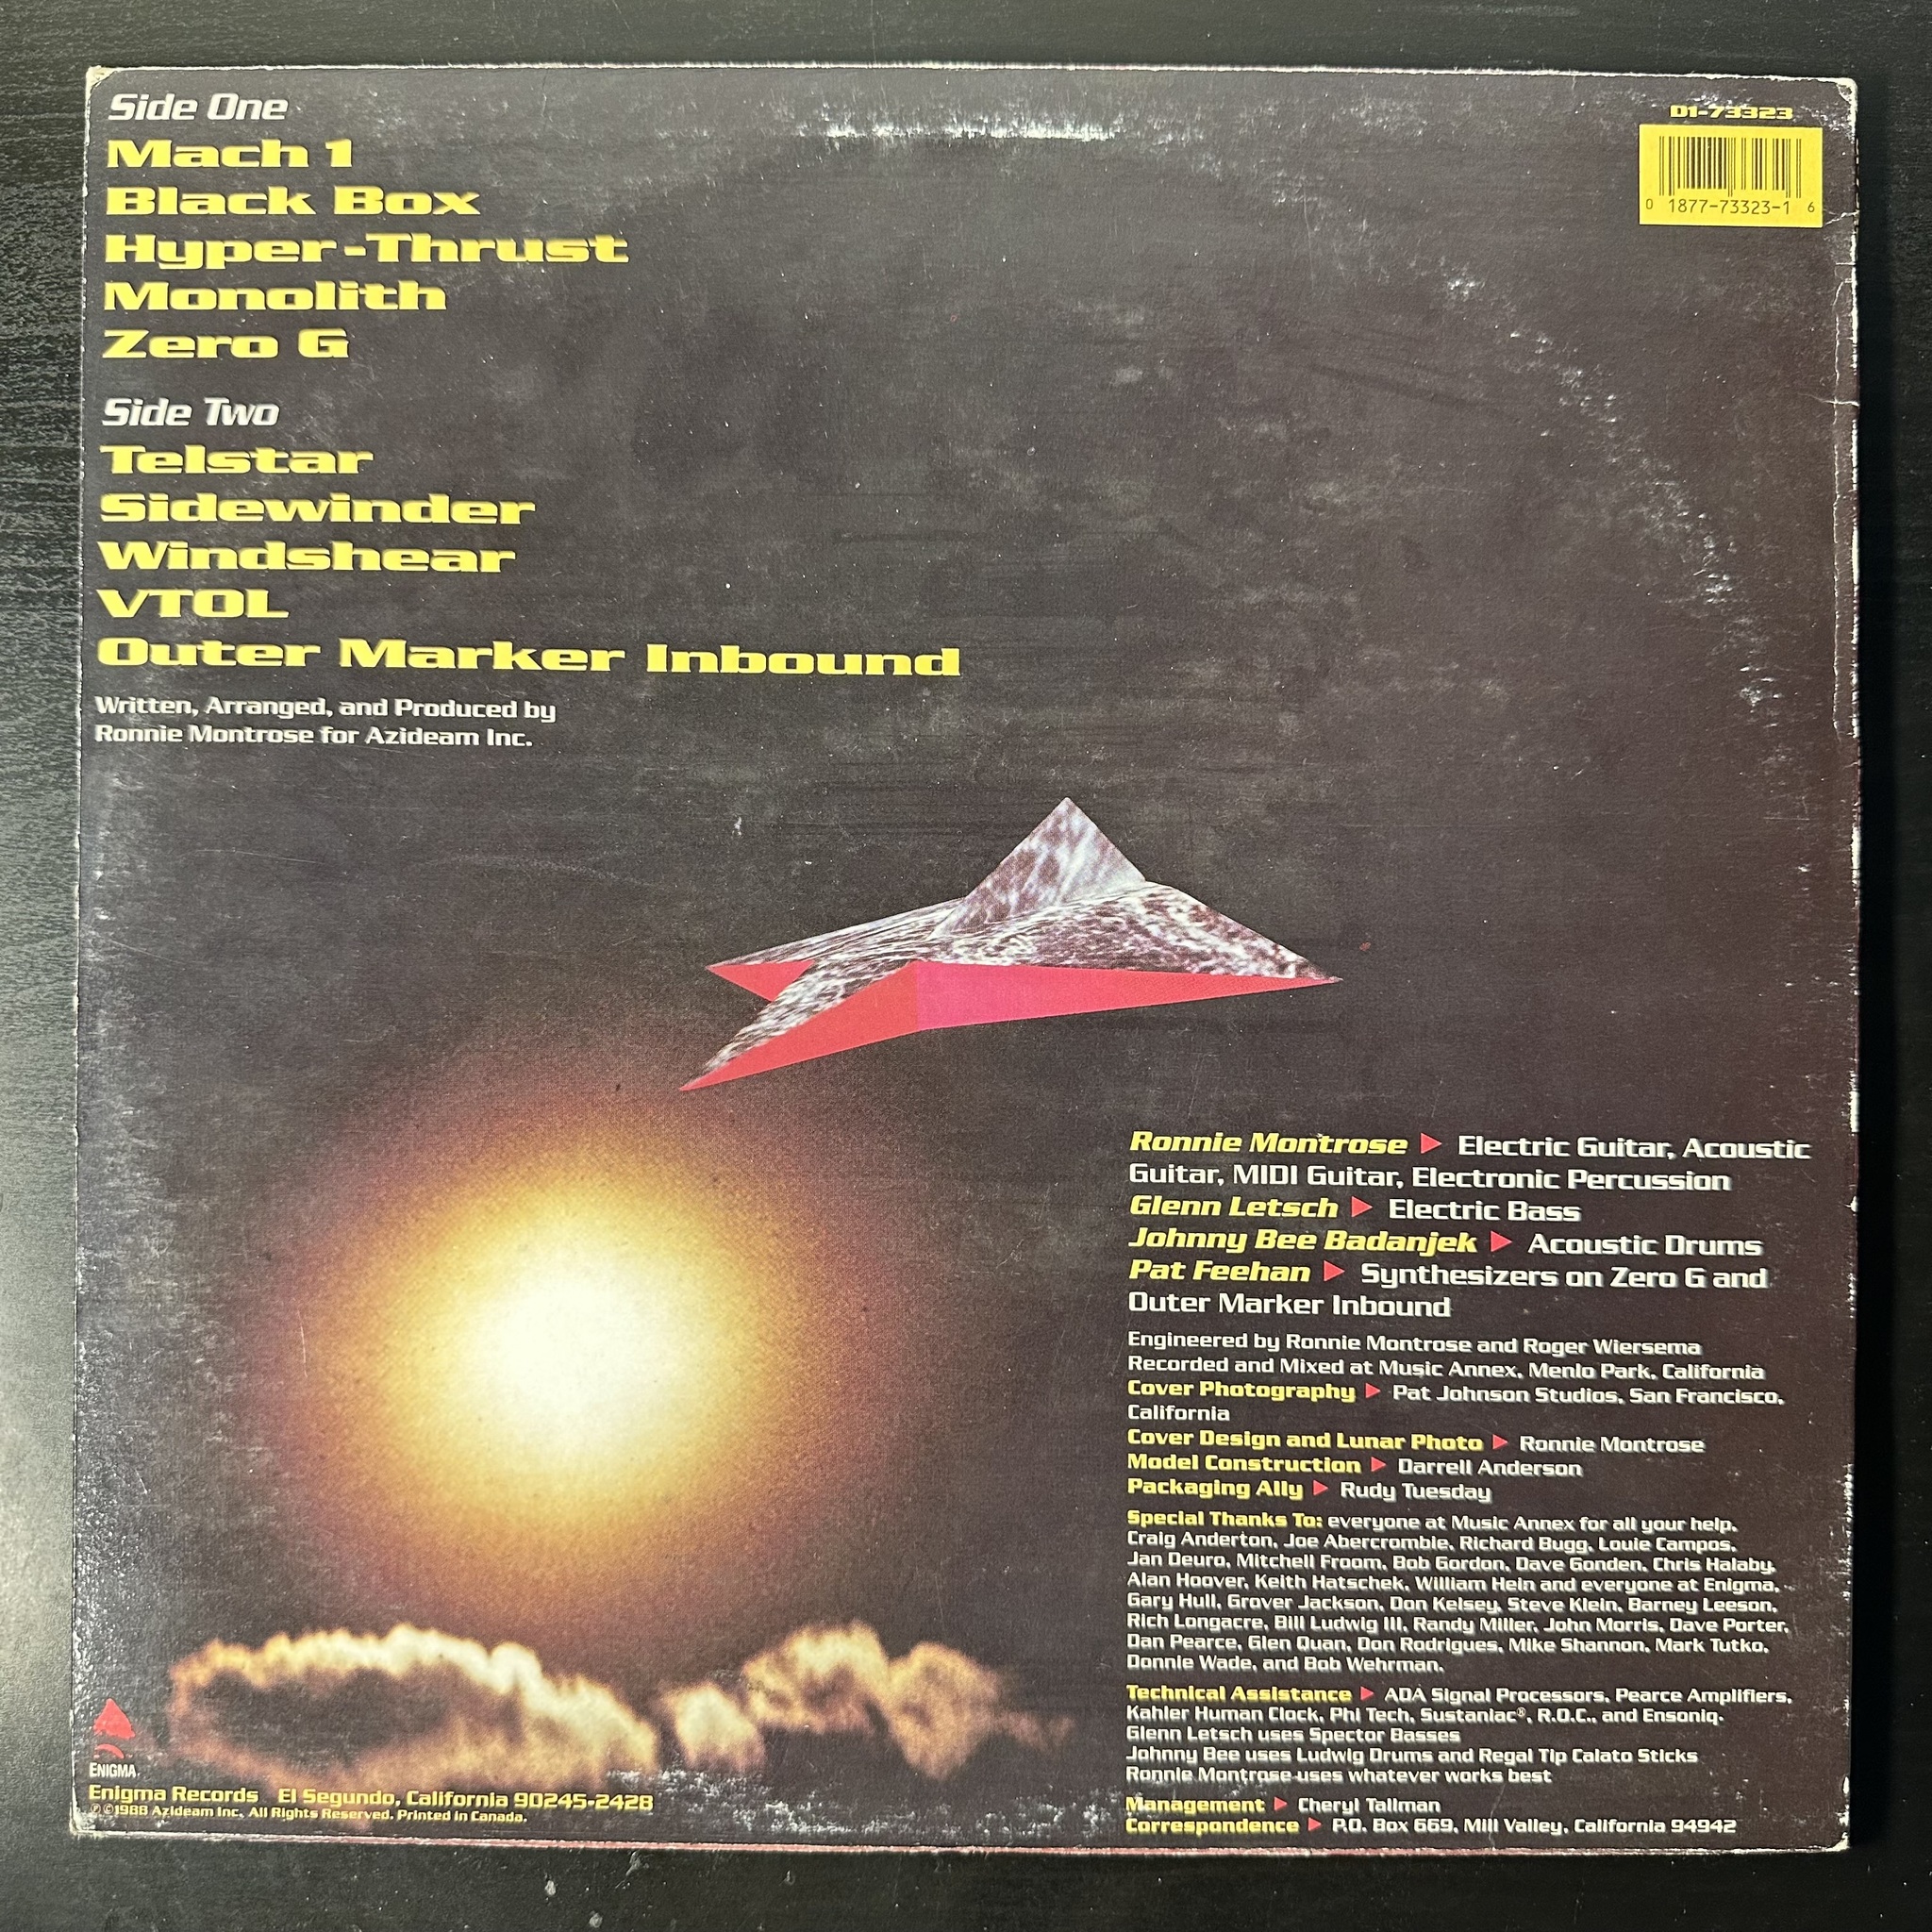 Side One
Mach 1
Black Box
Hyper-Thrust
Monolith
Zero G
Side Two
Telstar
Sidewinder
Windshear
VTOL
Outer Marker Inbound
Written, Arranged, and Produced by
Ronnie Montrose for Azideam Inc.
D1-73323
0 1877-73323-1 6
Ronnie Montrose ▶ Electric Guitar, Acoustic
Guitar, MIDI Guitar, Electronic Percussion
Glenn Letsch ▶ Electric Bass
Johnny Bee Badanjek ▶ Acoustic Drums
Pat Feehan ▶ Synthesizers on Zero G and
Outer Marker Inbound
Engineered by Ronnie Montrose and Roger Wiersema
Recorded and Mixed at Music Annex, Menlo Park, California
Cover Photography ▶ Pat Johnson Studios, San Francisco,
California
Cover Design and Lunar Photo ▶ Ronnie Montrose
Model Construction ▶ Darrell Anderson
Packaging Ally ▶ Rudy Tuesday
Special Thanks To: everyone at Music Annex for all your help,
Craig Anderton, Joe Abercrombie, Richard Bugg, Louie Campos,
Jan Deuro, Mitchell Froom, Bob Gordon, Dave Gonden, Chris Halaby,
Alan Hoover, Keith Hatschek, William Hein and everyone at Enigma,
Gary Hull, Grover Jackson, Don Kelsey, Steve Klein, Barney Leeson,
Rich Longacre, Bill Ludwig III, Randy Miller, John Morris, Dave Porter,
Dan Pearce, Glen Quan, Don Rodrigues, Mike Shannon, Mark Tutko,
Donnie Wade, and Bob Wehrman.
Technical Assistance ▶ ADA Signal Processors, Pearce Amplifiers,
Kahler Human Clock, Phi Tech, Sustaniac®, R.O.C., and Ensoniq.
Glenn Letsch uses Spector Basses
Johnny Bee uses Ludwig Drums and Regal Tip Calato Sticks
Ronnie Montrose uses whatever works best
Management ▶ Cheryl Tallman
Correspondence ▶ P.O. Box 669, Mill Valley, California 94942
ENIGMA
Enigma Records El Segundo, California 90245-2428
℗©1988 Azideam Inc. All Rights Reserved. Printed in Canada.